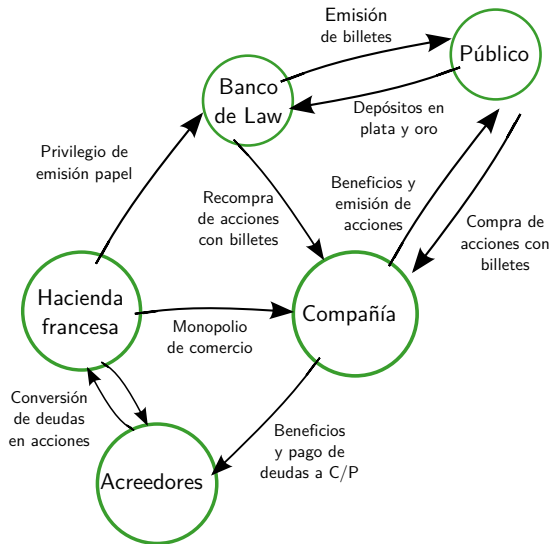 Emisión
de billetes
Público
Banco
de Law
Depósitos en
plata y oro
Privilegio de
emisión papel
Recompra
de acciones
con billetes
Beneficios y
emisión de
acciones
Compra de
acciones con
billetes
Hacienda
francesa
Monopolio
de comercio
Compañía
Conversión
de deudas
en acciones
Acreedores
Beneficios
y pago de
deudas a C/P